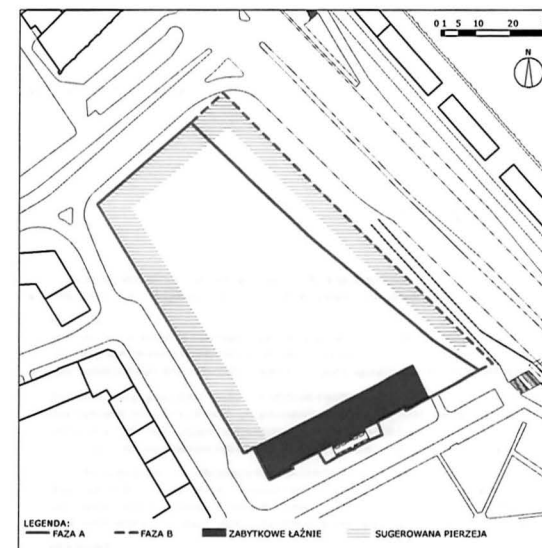 0 1 5 10 20
N
LEGENDA:
FAZA A FAZA B ZABYTKOWE ŁAŹNIE SUGEROWANA PIERZEJA